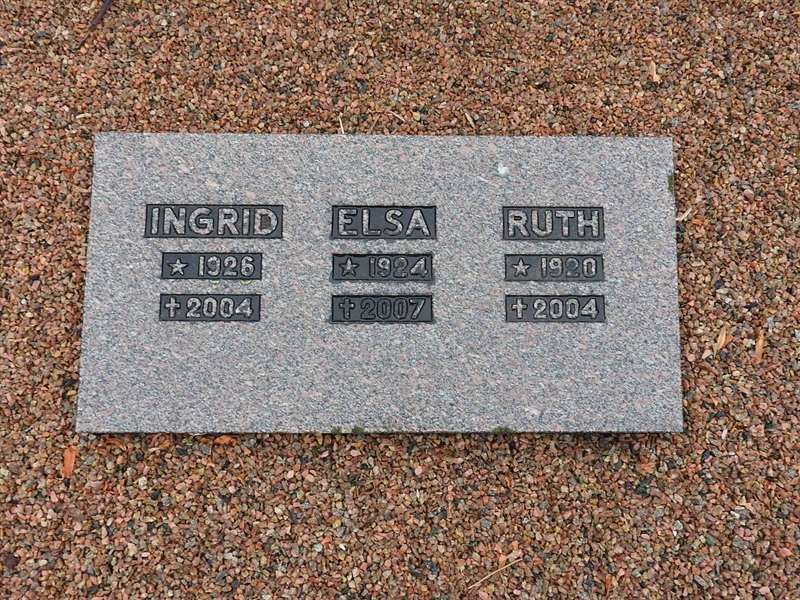 INGRID ELSA RUTH
★ 1926 ★ 1924 ★ 1920
✝ 2004 ✝ 2007 ✝ 2004